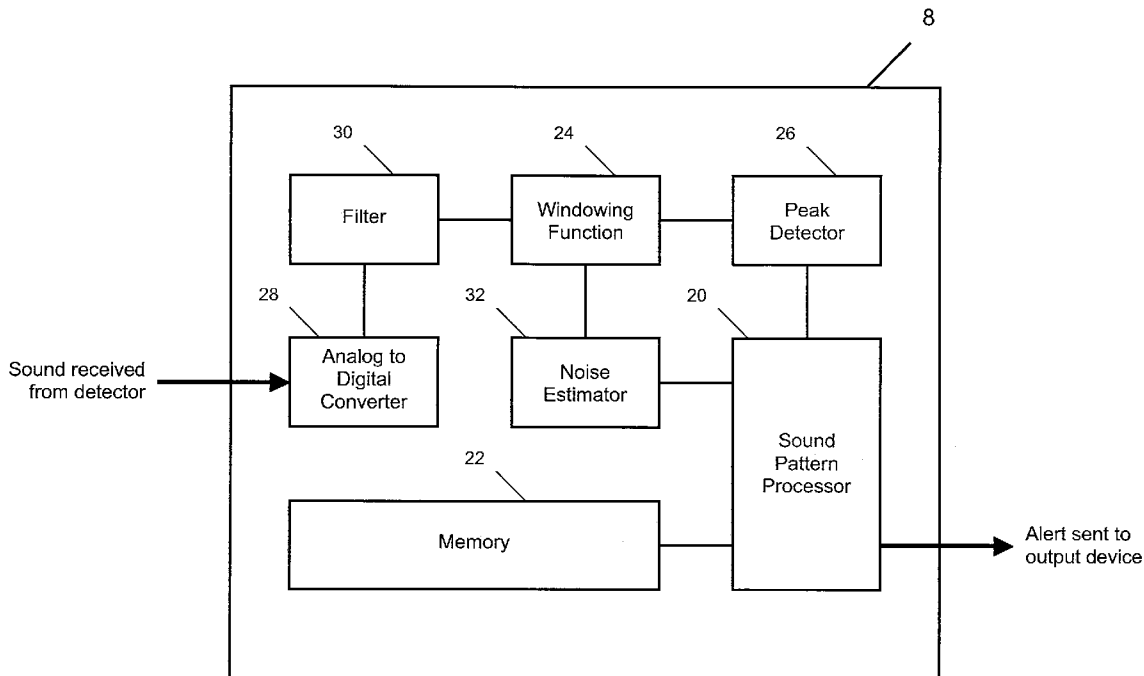 8
30
24
26
Filter
Windowing
Function
Peak
Detector
28
32
20
Sound received
from detector
Analog to
Digital
Converter
Noise
Estimator
Sound
Pattern
Processor
22
Memory
Alert sent to
output device